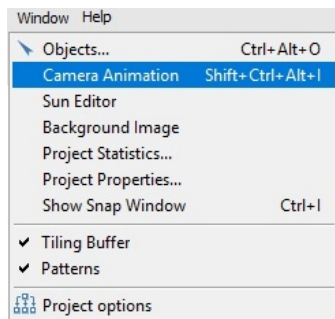 Window Help
Objects... Ctrl+Alt+O
Camera Animation Shift+Ctrl+Alt+I
Sun Editor
Background Image
Project Statistics...
Project Properties...
Show Snap Window Ctrl+I
Tiling Buffer
Patterns
Project options